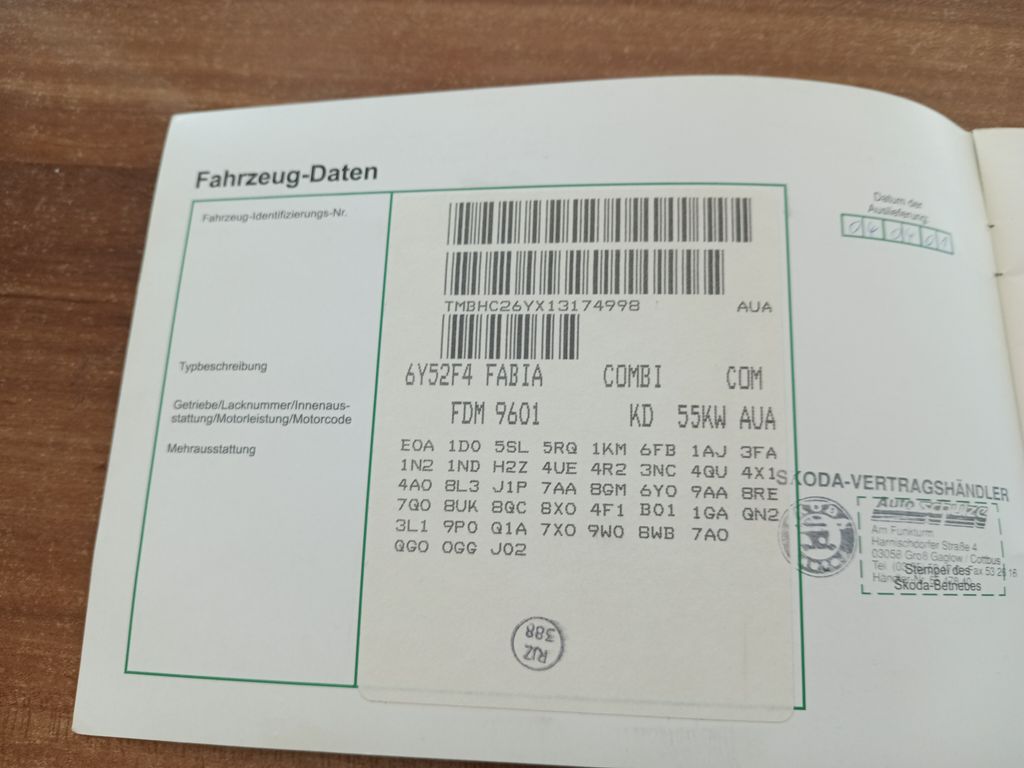 Fahrzeug-Daten
Fahrzeug-Identifizierungs-Nr.
Datum der
Auslieferung:
TMBHC26YX13174998 AUA
Typbeschreibung
6Y52F4 FABIA COMBI COM
Getriebe/Lacknummer/Innenaus-
stattung/Motorleistung/Motorcode
FDM 9601 KD 55KW AUA
Mehrausstattung
E0A 1D0 5SL 5RQ 1KM 6FB 1AJ 3FA
1N2 1ND H2Z 4UE 4R2 3NC 4QU 4X1
4A0 8L3 J1P 7AA 8GM 6Y0 9AA 8RE
7Q0 8UK 8QC 8X0 4F1 B01 1GA QN2
3L1 9P0 Q1A 7X0 9W0 8WB 7A0
QG0 0GG J02
RJZ
388
SKODA-VERTRAGSHÄNDLER
Auto
Am Funkturm
Harnischdorfer Straße 4
03058 Groß Gaglow / Cottbus
Tel.
Stempel des
Skoda-Betriebes